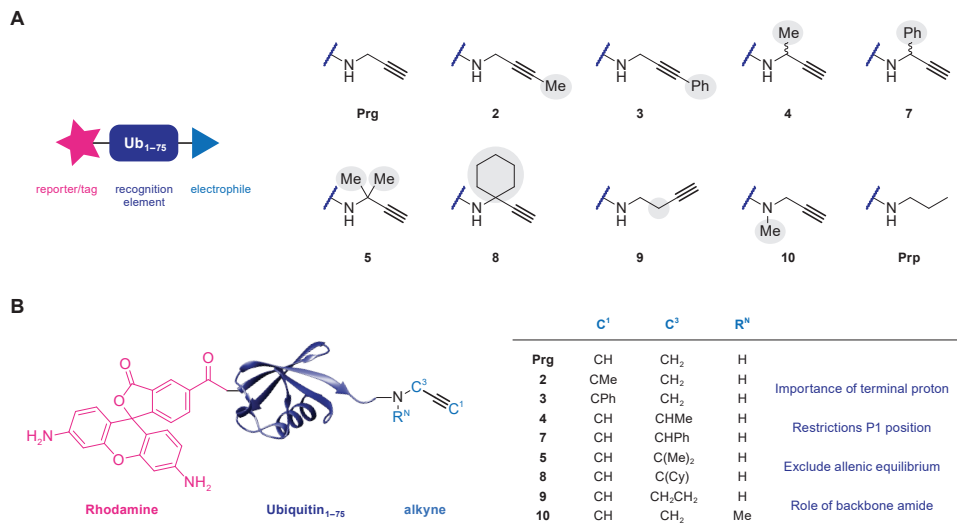 A
Me
Ph
N
H
N
H
Me
N
H
Ph
N
H
N
H
Prg
2
3
4
7
Ub1–75
reporter/tag recognition element electrophile
Me Me
N
H
N
H
N
H
N
Me
N
H
5
8
9
10
Prp
B
C¹ C³ Rᴺ
Prg CH CH₂ H
2 CMe CH₂ H
Importance of terminal proton
3 CPh CH₂ H
4 CH CHMe H
Restrictions P1 position
7 CH CHPh H
5 CH C(Me)₂ H
Exclude allenic equilibrium
8 CH C(Cy) H
9 CH CH₂CH₂ H
Role of backbone amide
10 CH CH₂ Me
O
O
O
C³
N
C¹
Rᴺ
H₂N
O
NH₂
Rhodamine
Ubiquitin₁₋₇₅
alkyne